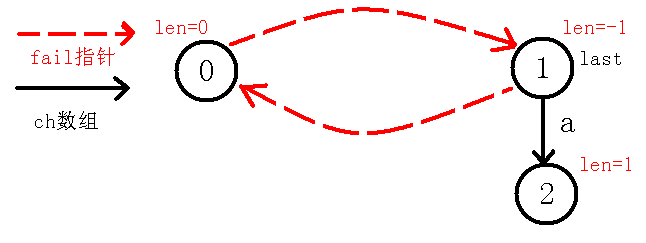 len=0
len=-1
fail指针
0
1
last
ch数组
a
len=1
2